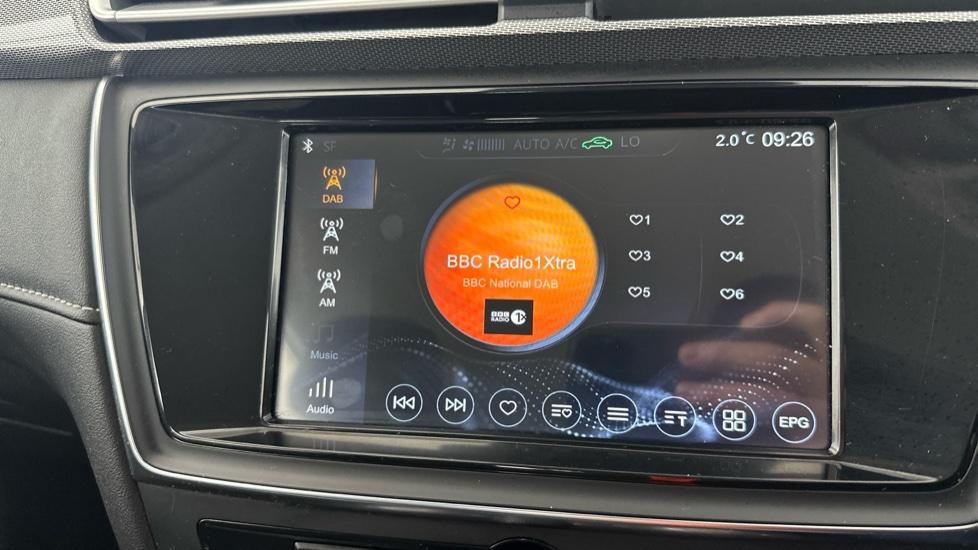 SF AUTO A/C LO 2.0°C 09:26
DAB
FM
AM
Music
Audio
BBC Radio1Xtra
BBC National DAB
BBC RADIO 1X
1 2
3 4
5 6
T
EPG